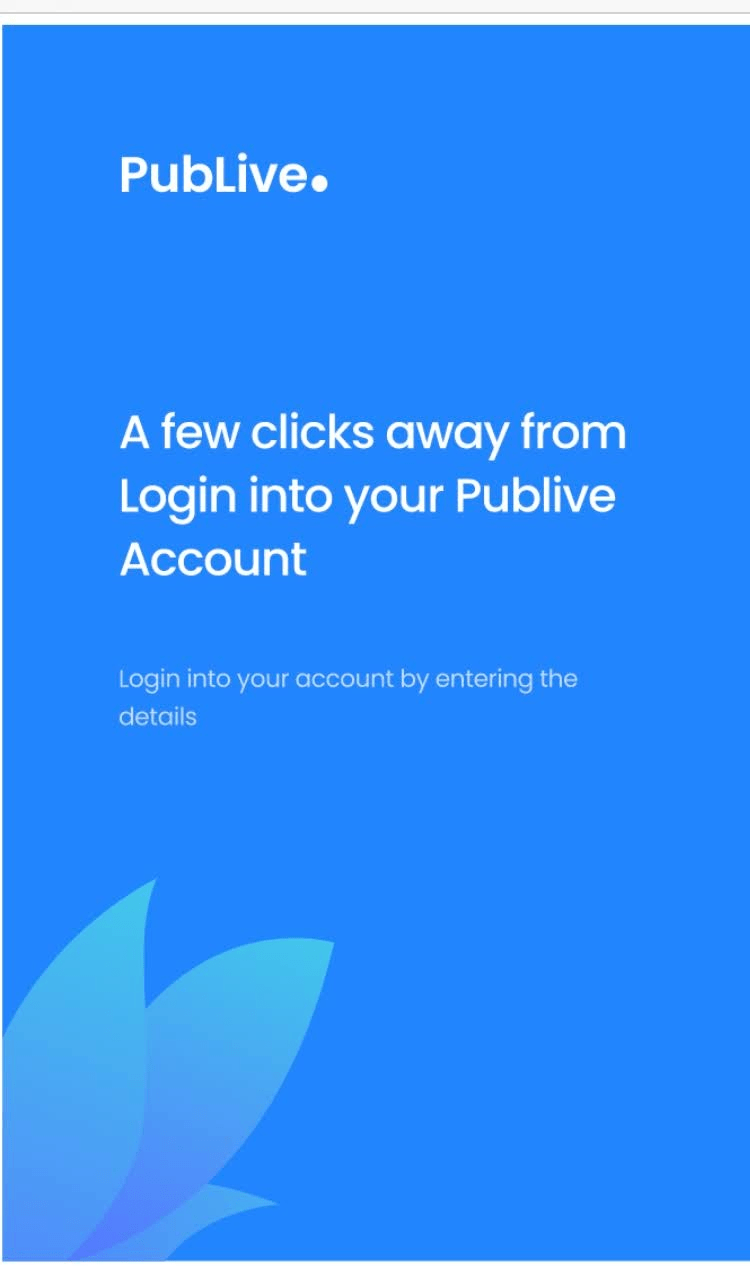 PubLive.
A few clicks away from
Login into your Publive
Account
Login into your account by entering the
details